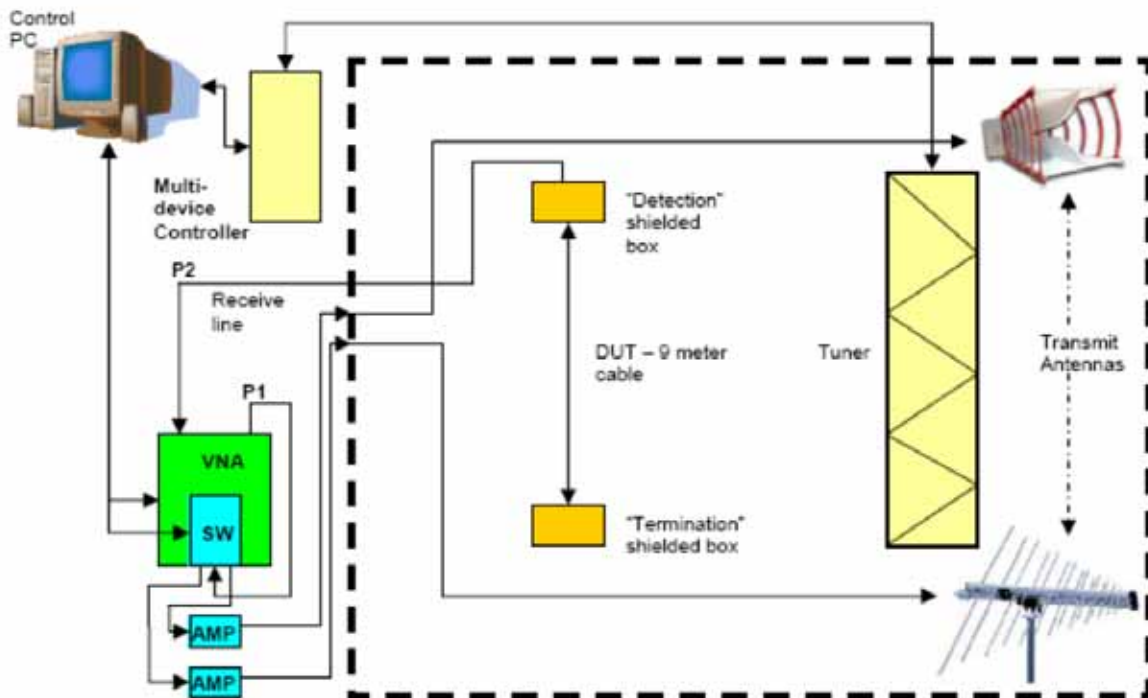 Control
PC
Multi-
device
Controller
"Detection"
shielded
box
P2
Receive
line
DUT – 9 meter
cable
Tuner
Transmit
Antennas
P1
VNA
SW
"Termination"
shielded box
AMP
AMP